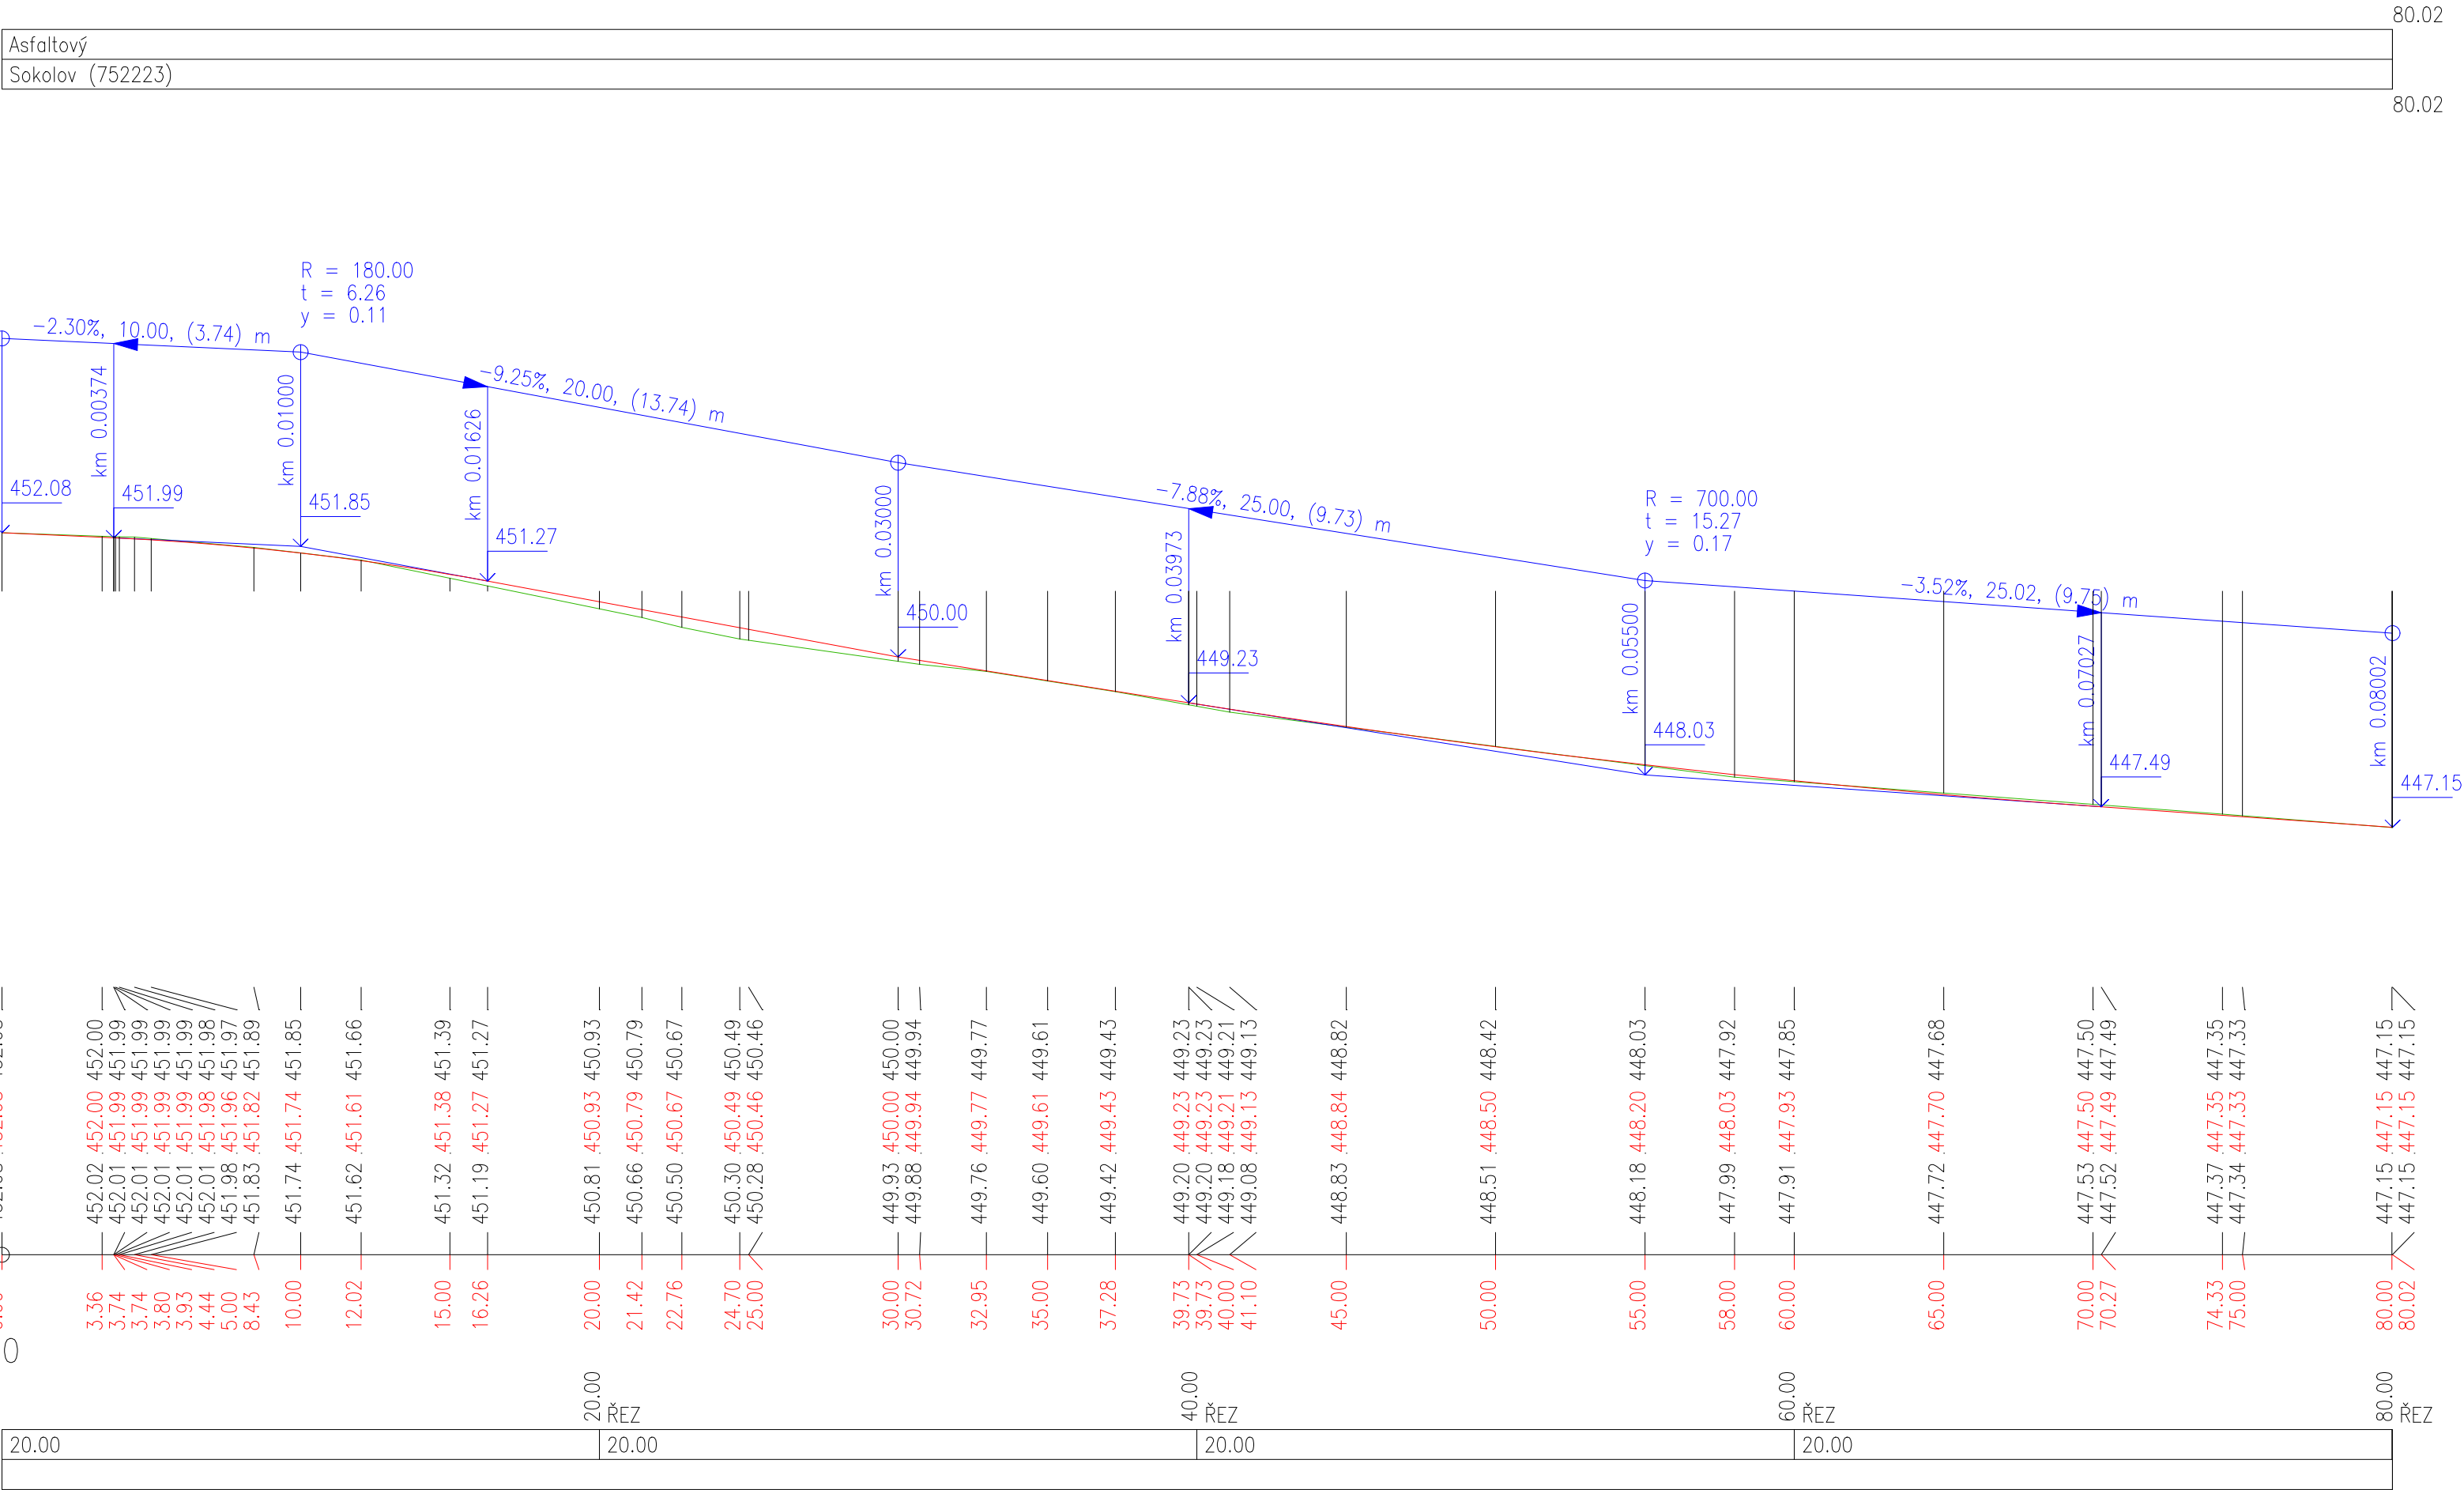 80.02
Asfaltový
Sokolov (752223)
80.02
R = 180.00
t = 6.26
y = 0.11
-2.30%, 10.00, (3.74) m
-9.25%, 20.00, (13.74) m
-7.88%, 25.00, (9.73) m
R = 700.00
t = 15.27
y = 0.17
-3.52%, 25.02, (9.75) m
km 0.00374
km 0.01000
km 0.01626
km 0.03000
km 0.03973
km 0.05500
km 0.07027
km 0.08002
452.08
451.99
451.85
451.27
450.00
449.23
448.03
447.49
447.15
452.00 451.99 451.99 451.99 451.99 451.98 451.97 451.89 451.85 451.66 451.39 451.27 450.93 450.79 450.67 450.49 450.46 450.00 449.94 449.77 449.61 449.43 449.23 449.23 449.21 449.13 448.82 448.42 448.03 447.92 447.85 447.68 447.50 447.49 447.35 447.33 447.15 447.15
452.00 451.99 451.99 451.99 451.99 451.98 451.96 451.82 451.74 451.61 451.38 451.27 450.93 450.79 450.67 450.49 450.46 450.00 449.94 449.77 449.61 449.43 449.23 449.23 449.21 449.13 448.84 448.50 448.20 448.03 447.93 447.70 447.50 447.49 447.35 447.33 447.15 447.15
452.02 452.01 452.01 452.01 452.01 452.01 451.98 451.83 451.74 451.62 451.32 451.19 450.81 450.66 450.50 450.30 450.28 449.93 449.88 449.76 449.60 449.42 449.20 449.20 449.18 449.08 448.83 448.51 448.18 447.99 447.91 447.72 447.53 447.52 447.37 447.34 447.15 447.15
3.36 3.74 3.74 3.80 3.93 4.44 5.00 8.43 10.00 12.02 15.00 16.26 20.00 21.42 22.76 24.70 25.00 30.00 30.72 32.95 35.00 37.28 39.73 39.73 40.00 41.10 45.00 50.00 55.00 58.00 60.00 65.00 70.00 70.27 74.33 75.00 80.00 80.02
0
20.00 ŘEZ
40.00 ŘEZ
60.00 ŘEZ
80.00 ŘEZ
20.00 20.00 20.00 20.00